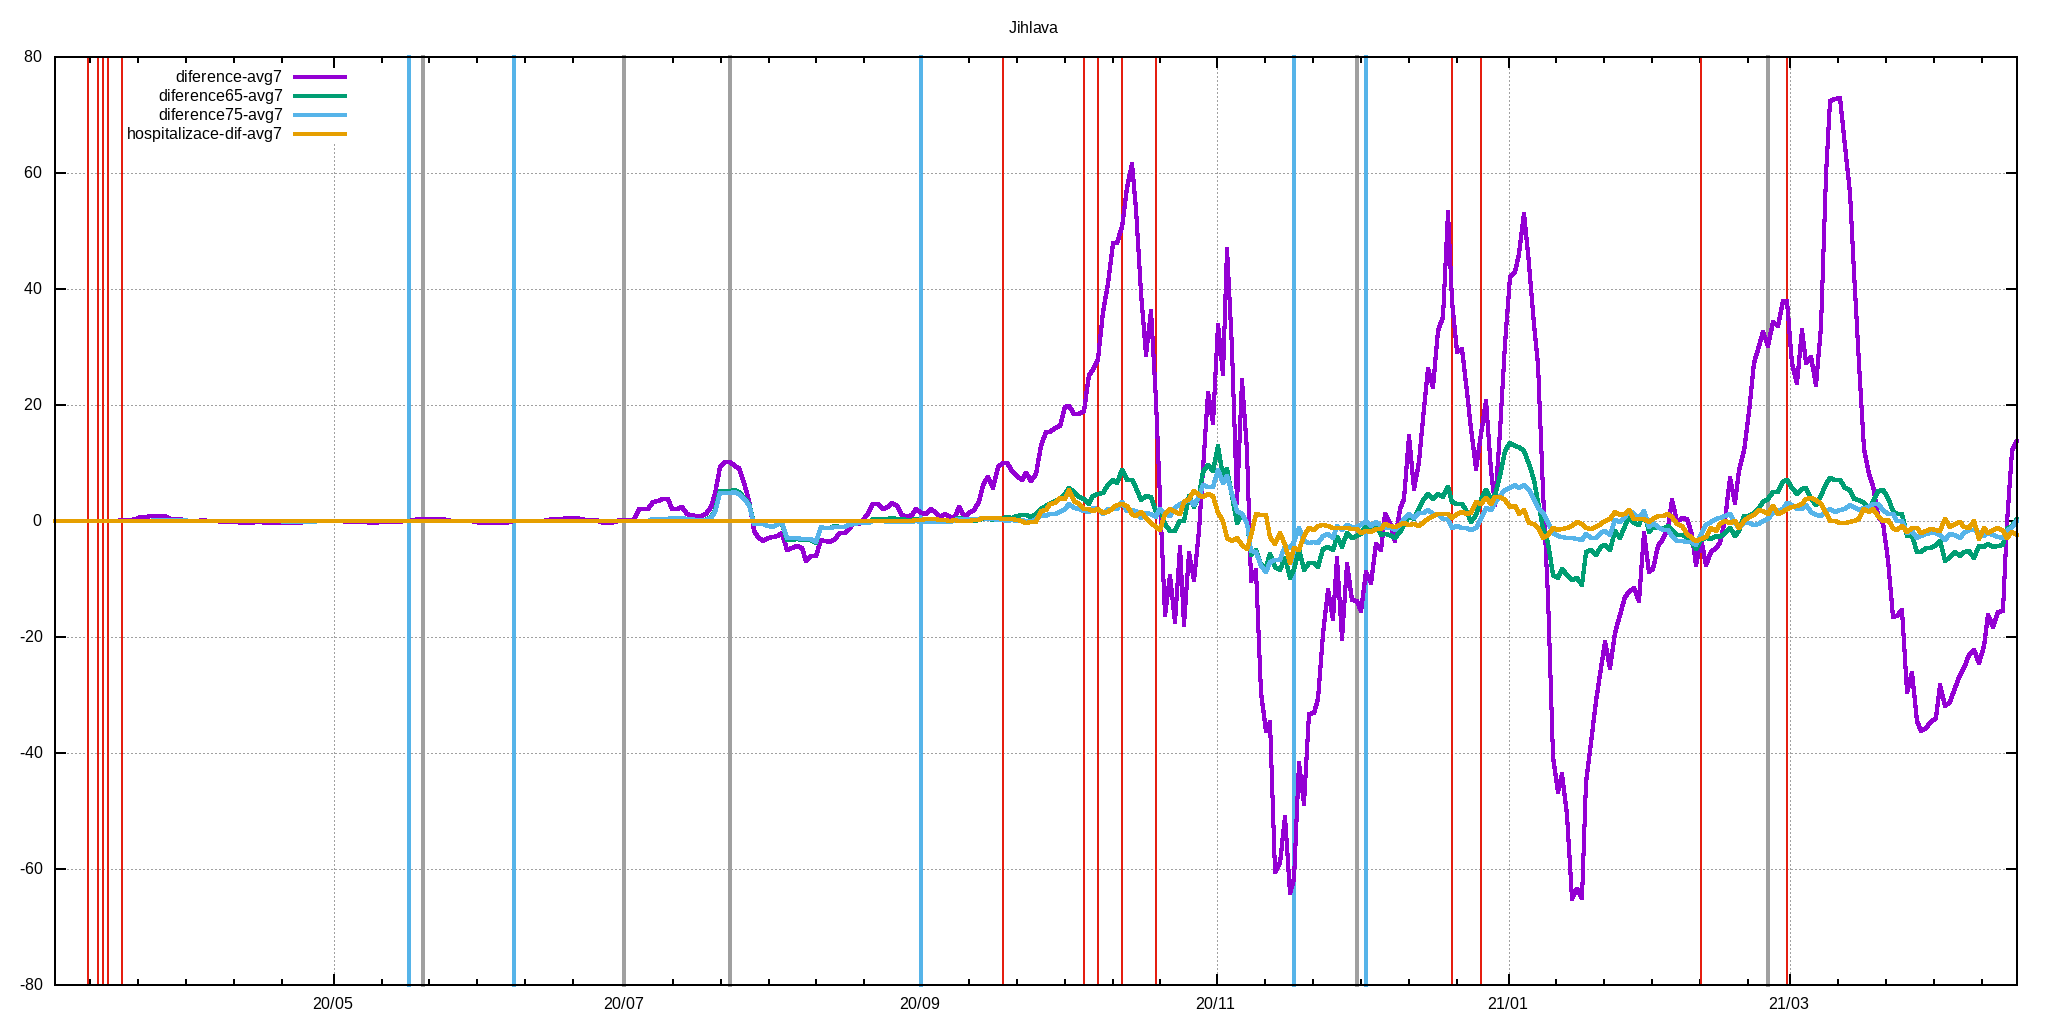 Jihlava
diference-avg7
diference65-avg7
diference75-avg7
hospitalizace-dif-avg7
80
60
40
20
0
-20
-40
-60
-80
20/05 20/07 20/09 20/11 21/01 21/03